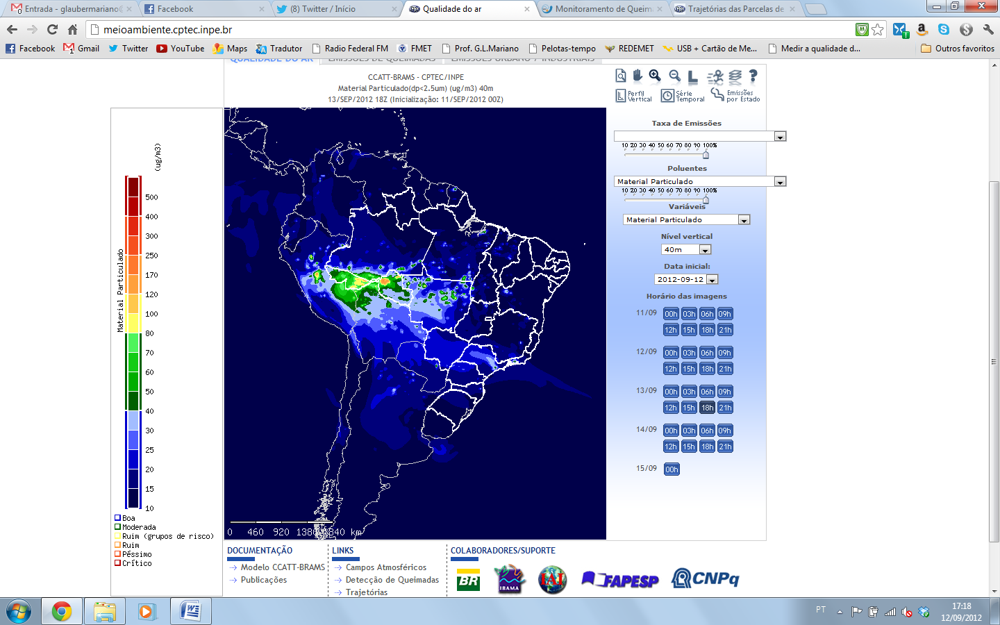 Entrada - glaubermariano@
Facebook
(8) Twitter / Início
Qualidade do ar
Monitoramento de Queim
Trajetórias das Parcelas de
meioambiente.cptec.inpe.br
Facebook Gmail Twitter YouTube Maps Tradutor Radio Federal FM FMET Prof. G.L.Mariano Pelotas-tempo REDEMET USB + Cartão de Me... Medir a qualidade d... Outros favoritos
QUALIDADE DO AR EMISSÕES DE QUEIMADAS EMISSÕES URBANO / INDUSTRIAIS
CCATT-BRAMS - CPTEC/INPE
Material Particulado(dp<2.5um) (ug/m3) 40m
13/SEP/2012 18Z (Inicialização: 11/SEP/2012 00Z)
(ug/m3)
Material Particulado
500
400
300
250
170
120
100
80
70
60
50
40
30
25
20
15
10
Boa
Moderada
Ruim (grupos de risco)
Ruim
Péssimo
Crítico
0 460 920 1380 1840 km
Perfil Vertical
Série Temporal
Emissões por Estado
Taxa de Emissões
10 20 30 40 50 60 70 80 90 100%
Poluentes
Material Particulado
10 20 30 40 50 60 70 80 90 100%
Variáveis
Material Particulado
Nível vertical
40m
Data inicial:
2012-09-12
Horário das imagens
11/09 00h 03h 06h 09h
12h 15h 18h 21h
12/09 00h 03h 06h 09h
12h 15h 18h 21h
13/09 00h 03h 06h 09h
12h 15h 18h 21h
14/09 00h 03h 06h 09h
12h 15h 18h 21h
15/09 00h
DOCUMENTAÇÃO
Modelo CCATT-BRAMS
Publicações
LINKS
Campos Atmosféricos
Detecção de Queimadas
Trajetórias
COLABORADORES/SUPORTE
BR
IBAMA
IAI
FAPESP
CNPq
PT
17:18
12/09/2012